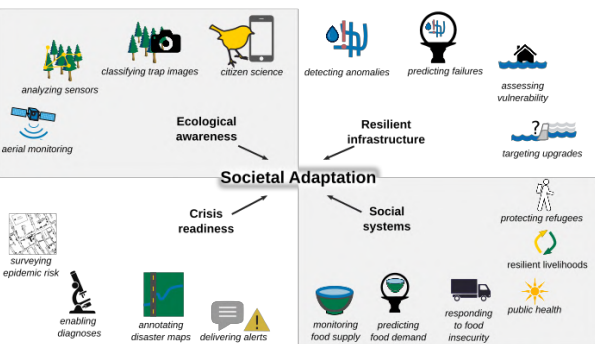 analyzing sensors
classifying trap images
citizen science
aerial monitoring
Ecological
awareness
detecting anomalies
predicting failures
assessing
vulnerability
?
targeting upgrades
Resilient
infrastructure
Societal Adaptation
Crisis
readiness
surveying
epidemic risk
enabling
diagnoses
annotating
disaster maps
delivering alerts
Social
systems
protecting refugees
resilient livelihoods
public health
monitoring
food supply
predicting
food demand
responding
to food
insecurity